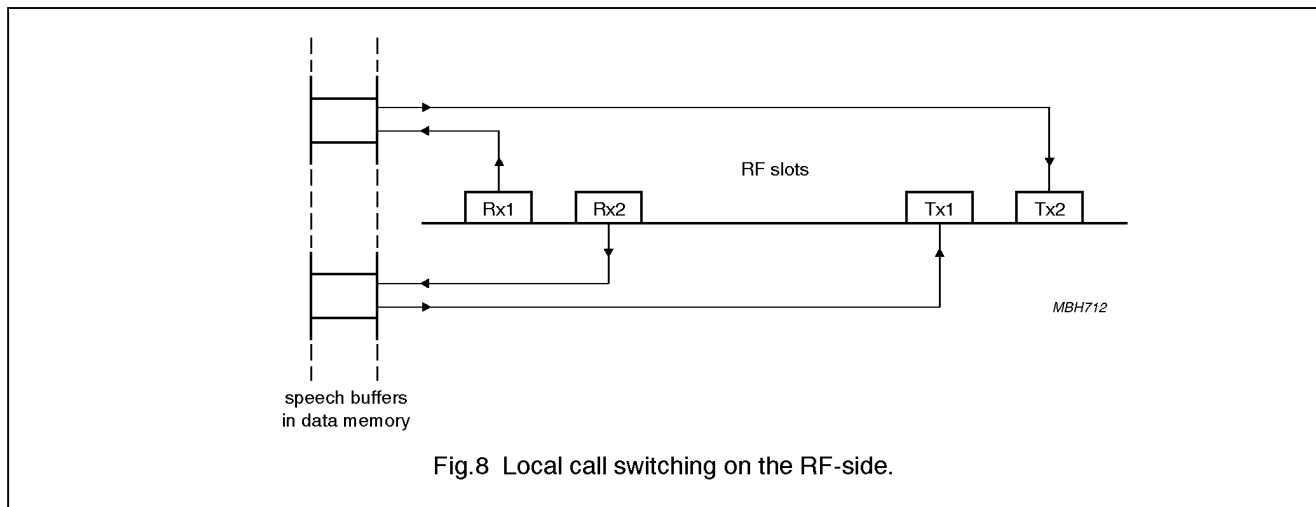 RF slots
Rx1
Rx2
Tx1
Tx2
MBH712
speech buffers
in data memory
Fig.8 Local call switching on the RF-side.